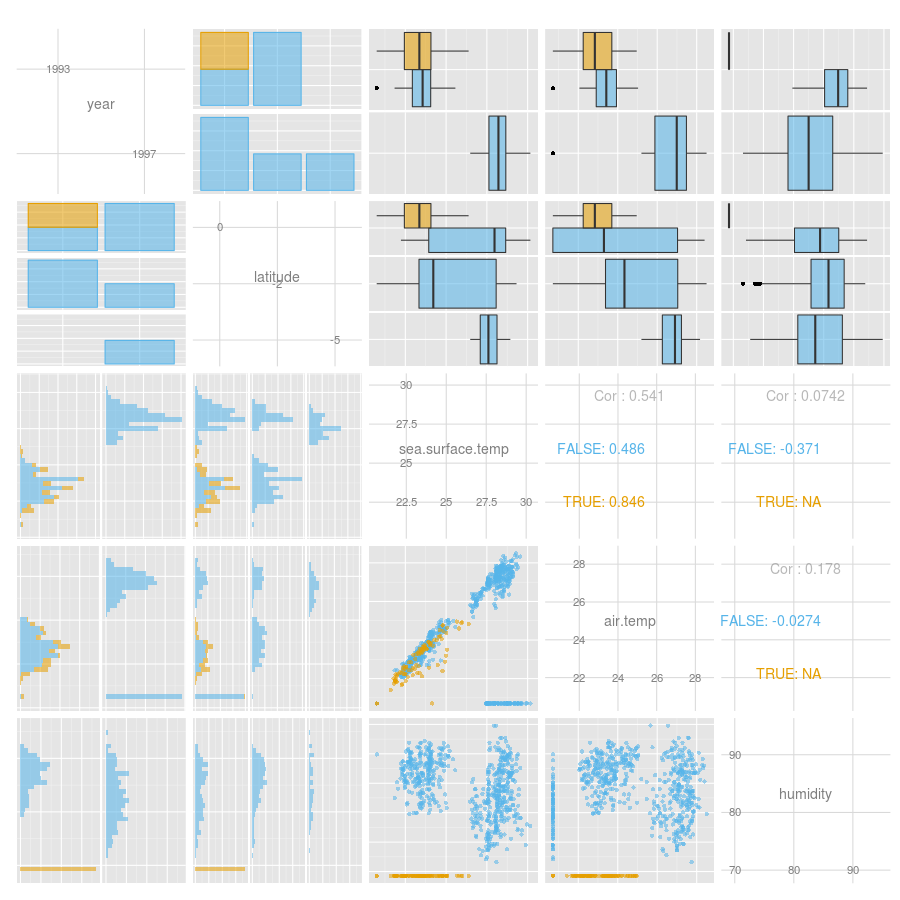 1993
year
1997
0
latitude
-2
-5
30
Cor : 0.541
Cor : 0.0742
27.5
sea.surface.temp
FALSE: 0.486
FALSE: -0.371
25
22.5
25
27.5
30
TRUE: 0.846
TRUE: NA
28
Cor : 0.178
26
air.temp
FALSE: -0.0274
24
22
24
26
28
TRUE: NA
90
humidity
80
70
80
90